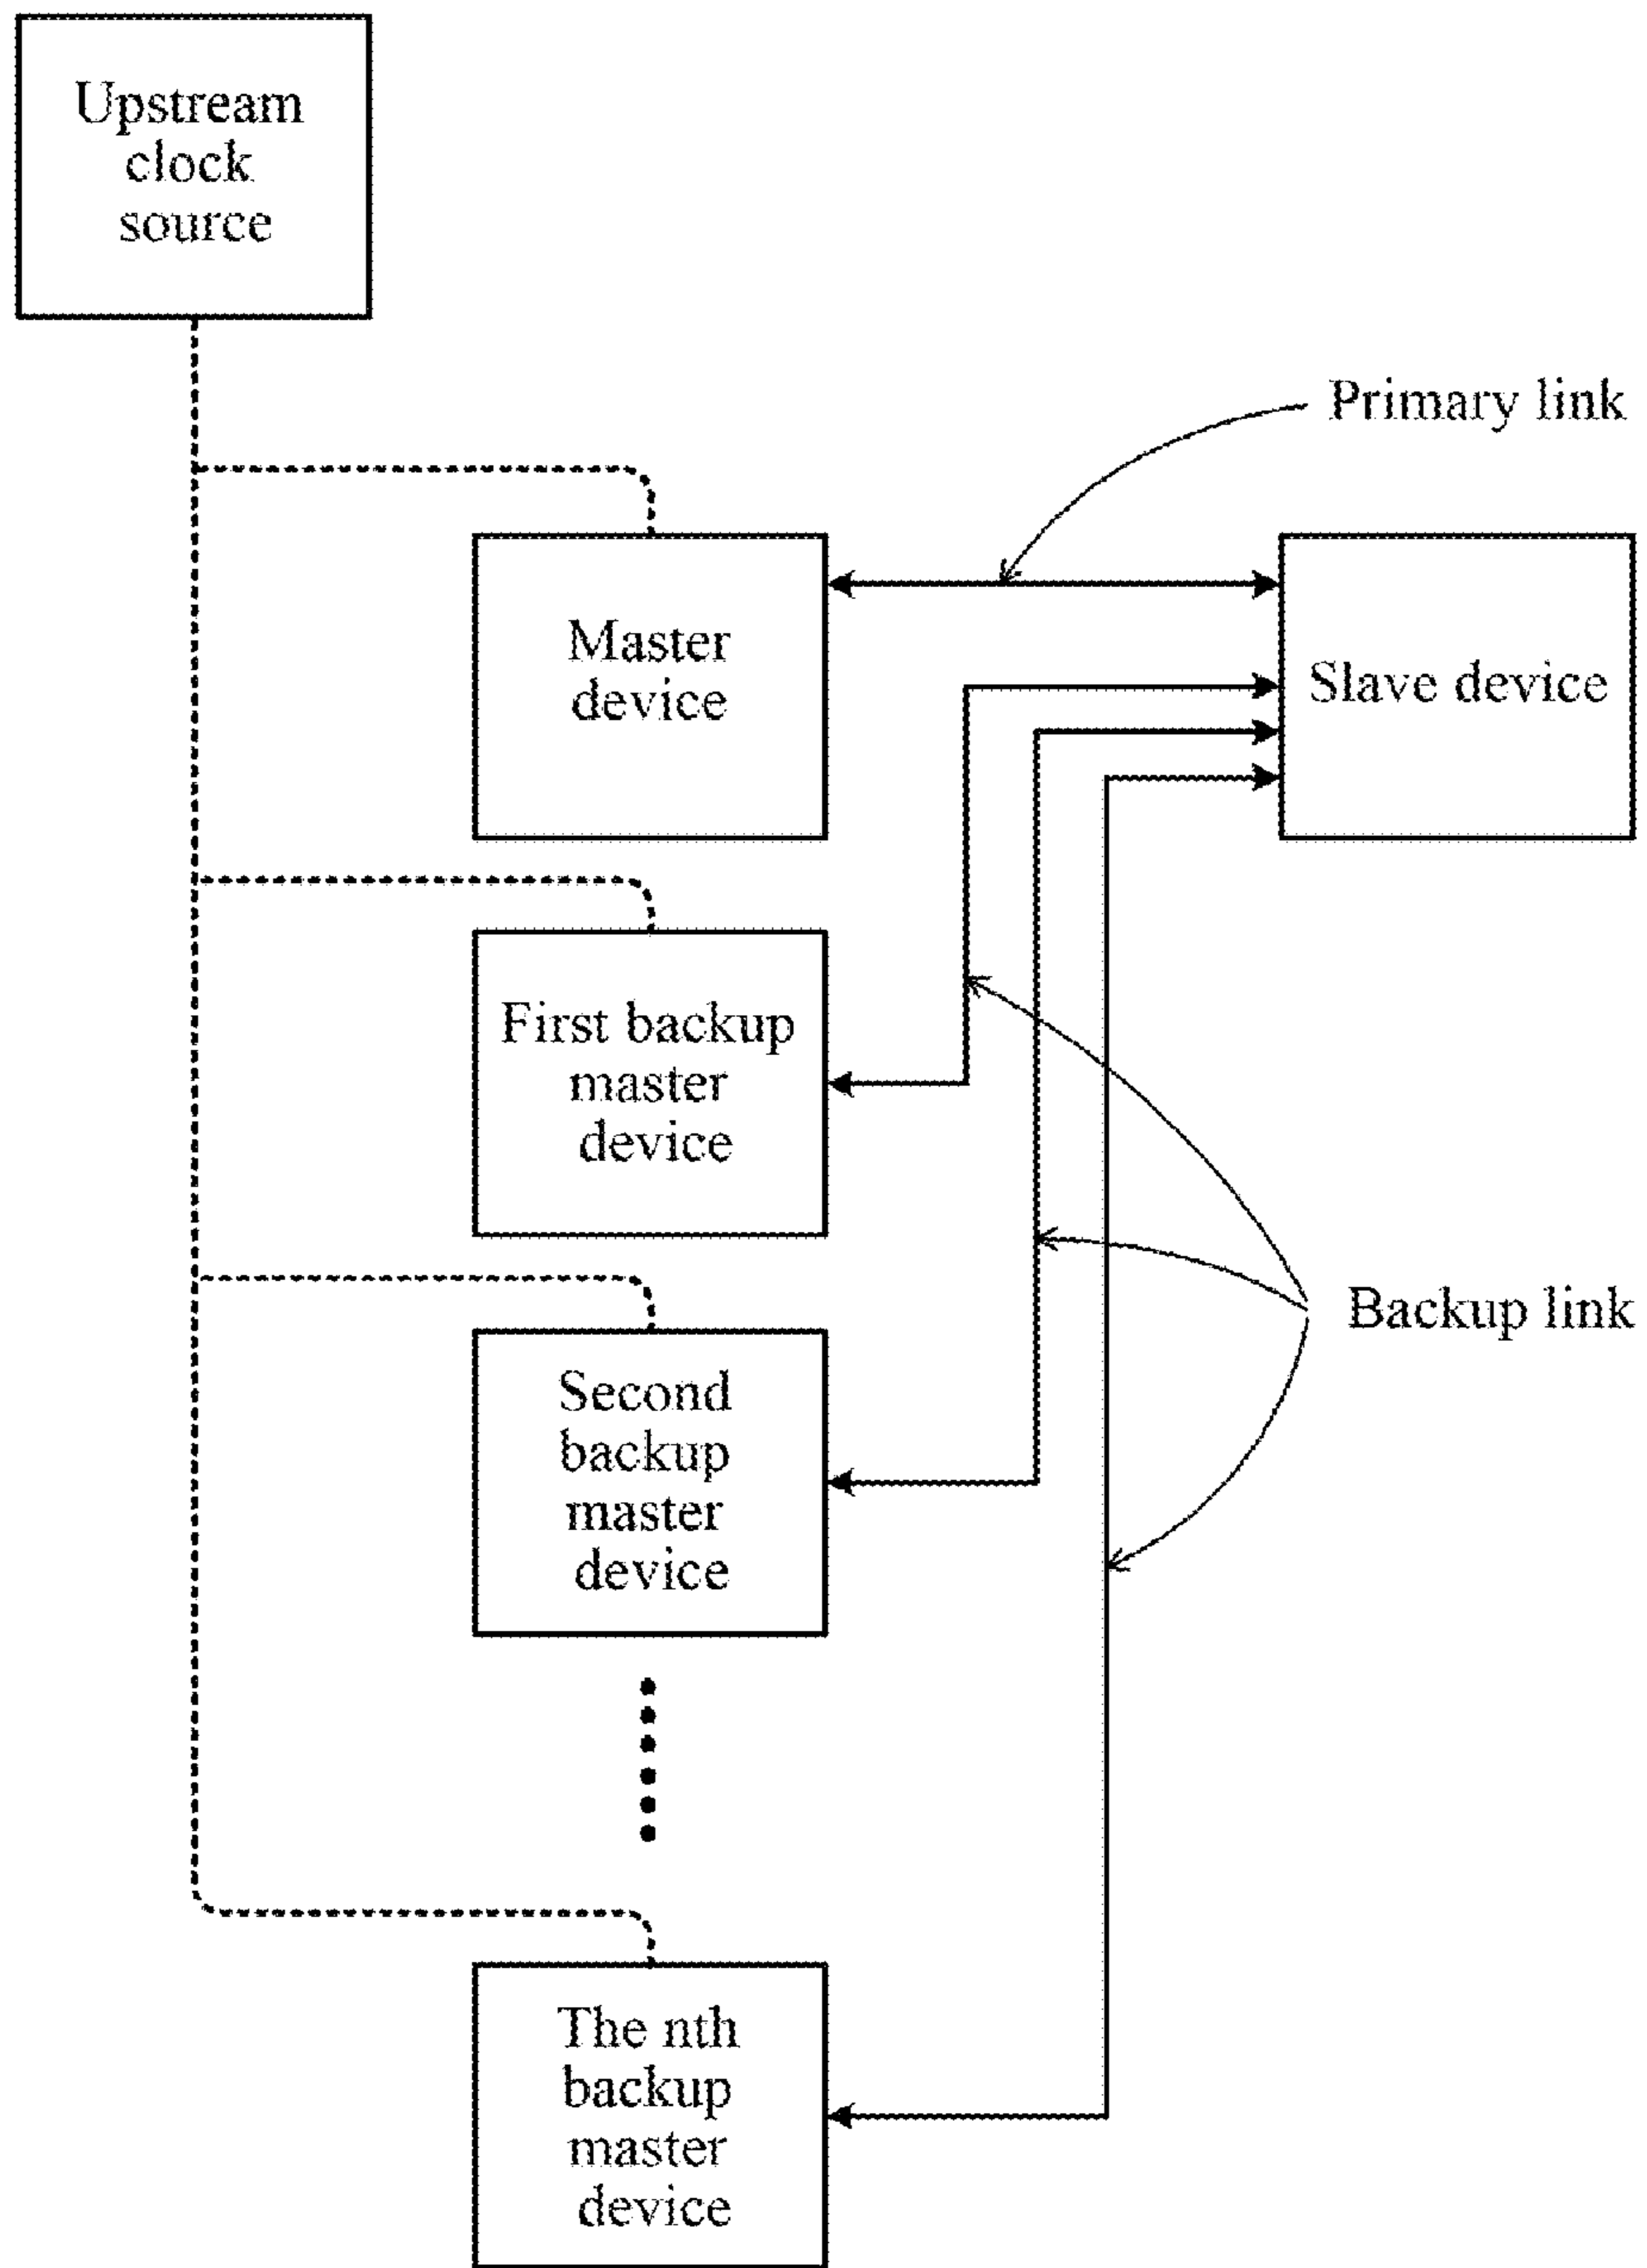 Upstream
clock
source
Primary link
Master
device
Slave device
First backup
master
device
Backup link
Second
backup
master
device
The nth
backup
master
device